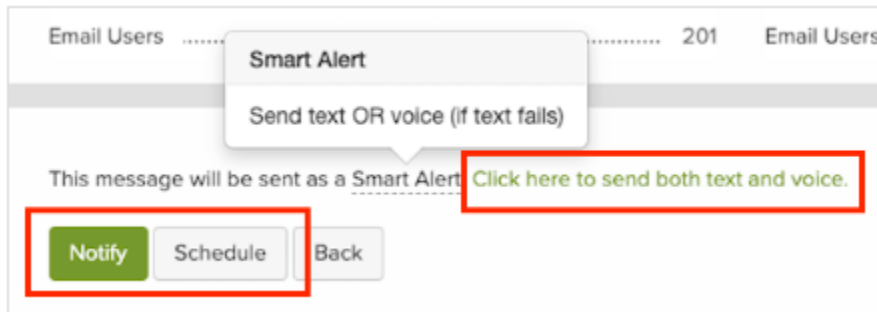 Email Users ........ ............. 201 Email Users
Smart Alert
Send text OR voice (if text fails)
This message will be sent as a Smart Alert Click here to send both text and voice.
Notify Schedule Back